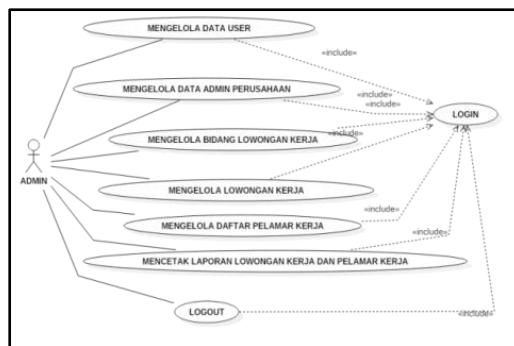 MENGELOLA DATA USER
«include»
MENGELOLA DATA ADMIN PERUSAHAAN
«include»
«include»
LOGIN
MENGELOLA BIDANG LOWONGAN KERJA
«include»
ADMIN
MENGELOLA LOWONGAN KERJA
«include»
MENGELOLA DAFTAR PELAMAR KERJA
«include»
MENCETAK LAPORAN LOWONGAN KERJA DAN PELAMAR KERJA
LOGOUT
«include»